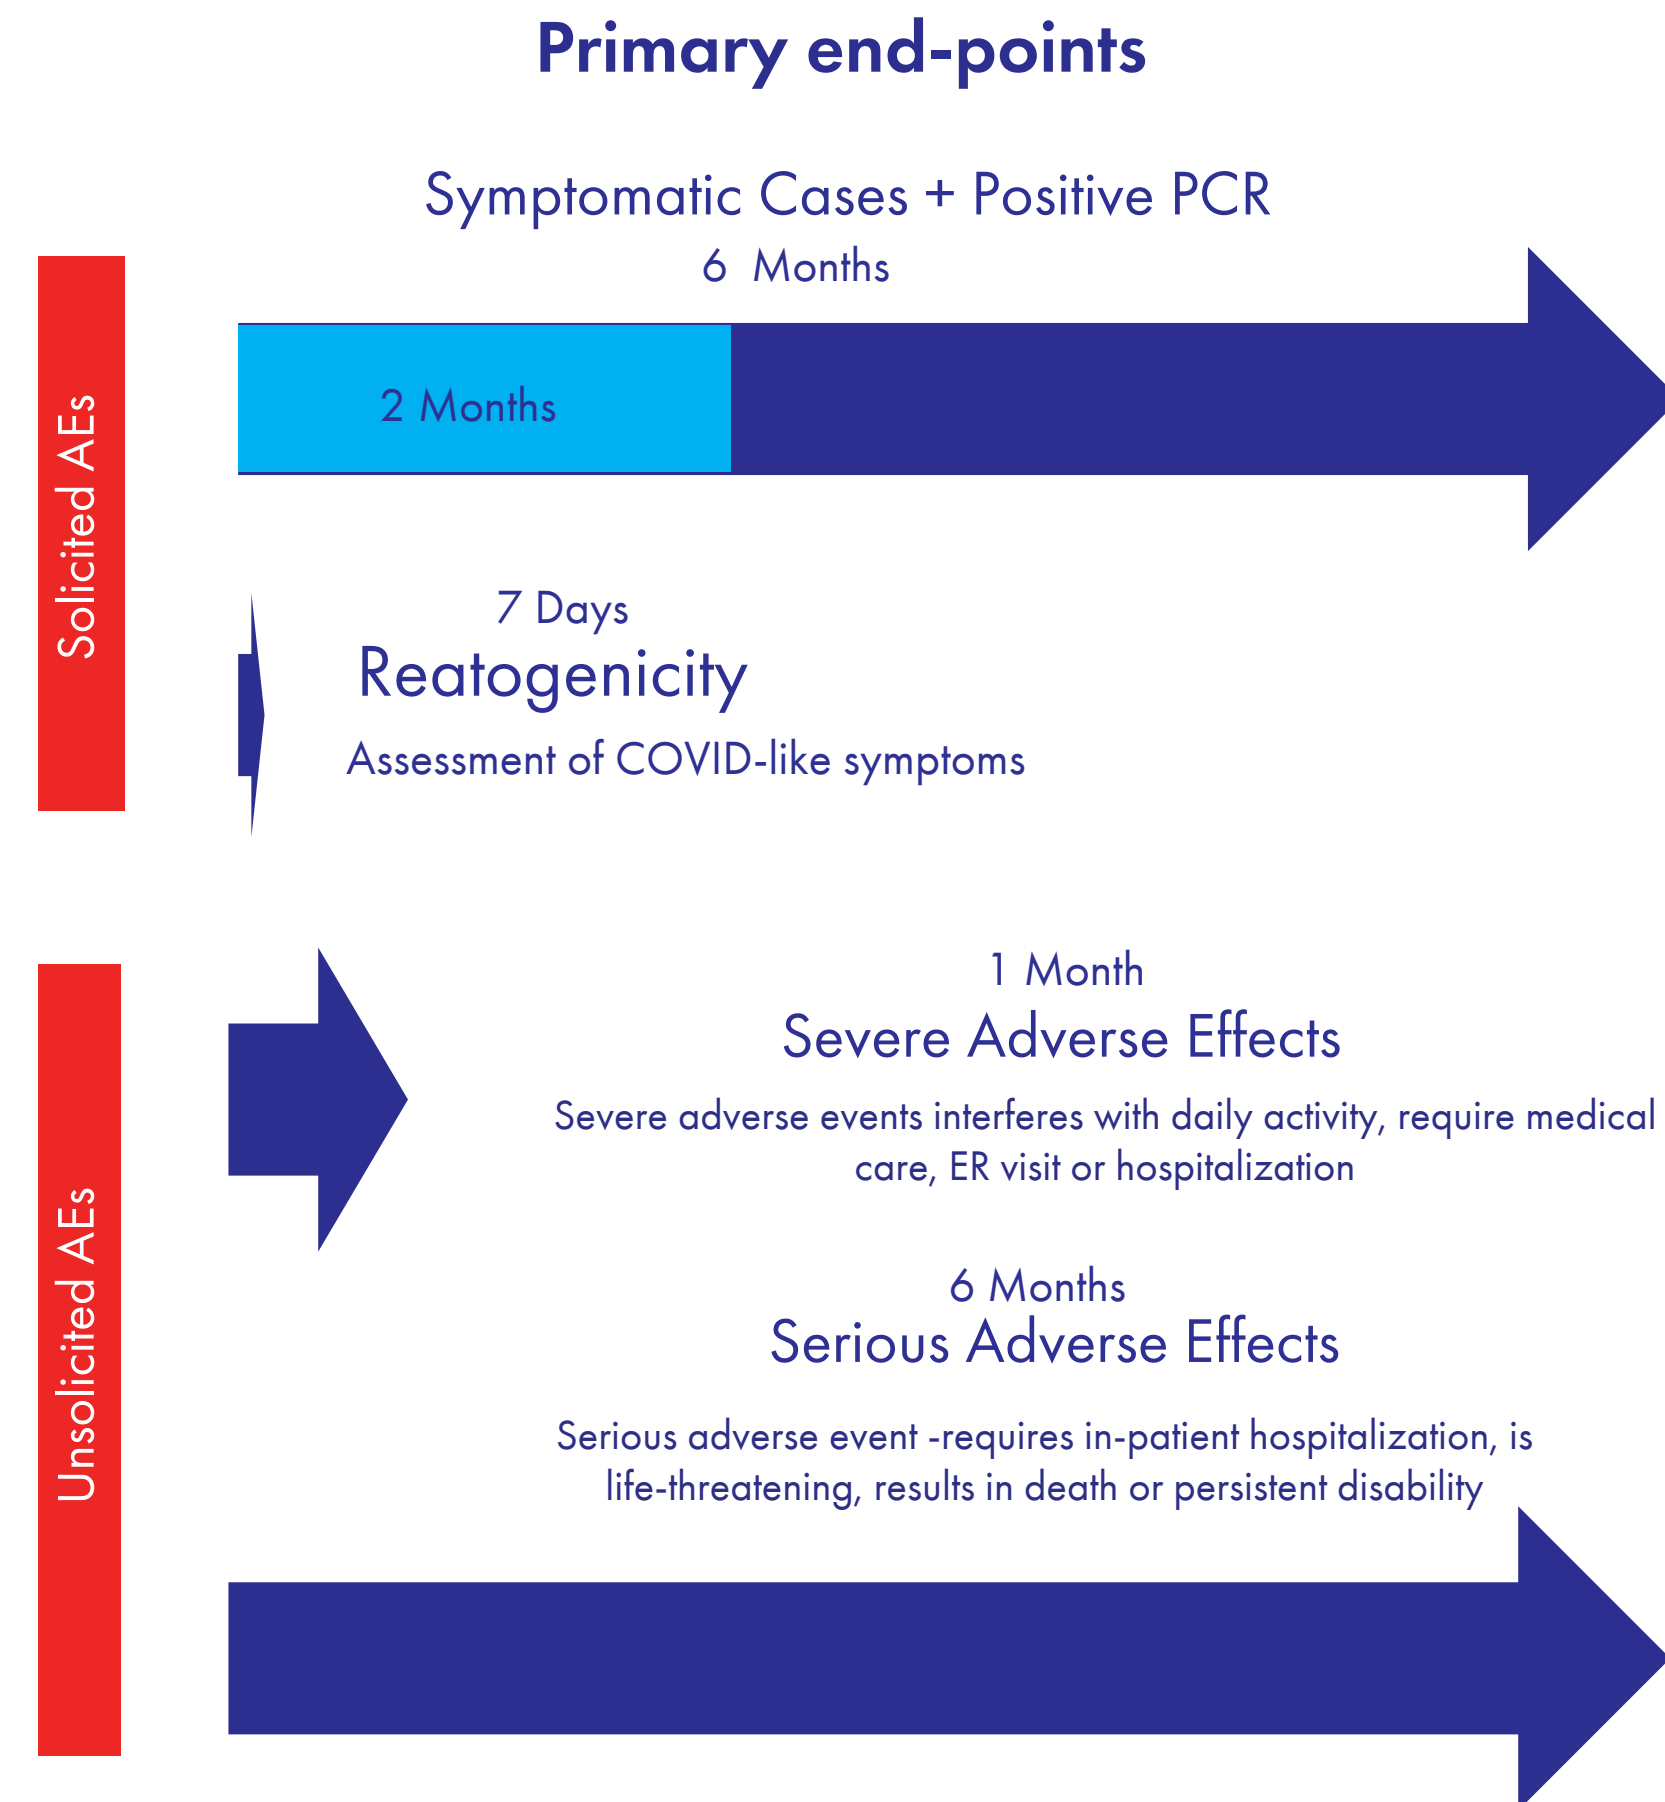 Primary end-points
Symptomatic Cases + Positive PCR
6 Months
2 Months
Solicited AEs
7 Days
Reatogenicity
Assessment of COVID-like symptoms
Unsolicited AEs
1 Month
Severe Adverse Effects
Severe adverse events interferes with daily activity, require medical
care, ER visit or hospitalization
6 Months
Serious Adverse Effects
Serious adverse event -requires in-patient hospitalization, is
life-threatening, results in death or persistent disability